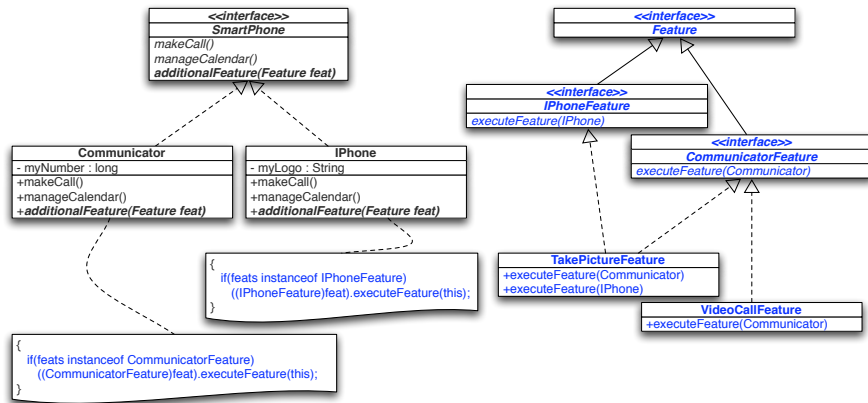 <<interface>>
SmartPhone
makeCall()
manageCalendar()
additionalFeature(Feature feat)
Communicator
- myNumber : long
+makeCall()
+manageCalendar()
+additionalFeature(Feature feat)
IPhone
- myLogo : String
+makeCall()
+manageCalendar()
+additionalFeature(Feature feat)
{
if(feats instanceof IPhoneFeature)
((IPhoneFeature)feat).executeFeature(this);
}
{
if(feats instanceof CommunicatorFeature)
((CommunicatorFeature)feat).executeFeature(this);
}
<<interface>>
Feature
<<interface>>
IPhoneFeature
executeFeature(IPhone)
<<interface>>
CommunicatorFeature
executeFeature(Communicator)
TakePictureFeature
+executeFeature(Communicator)
+executeFeature(IPhone)
VideoCallFeature
+executeFeature(Communicator)